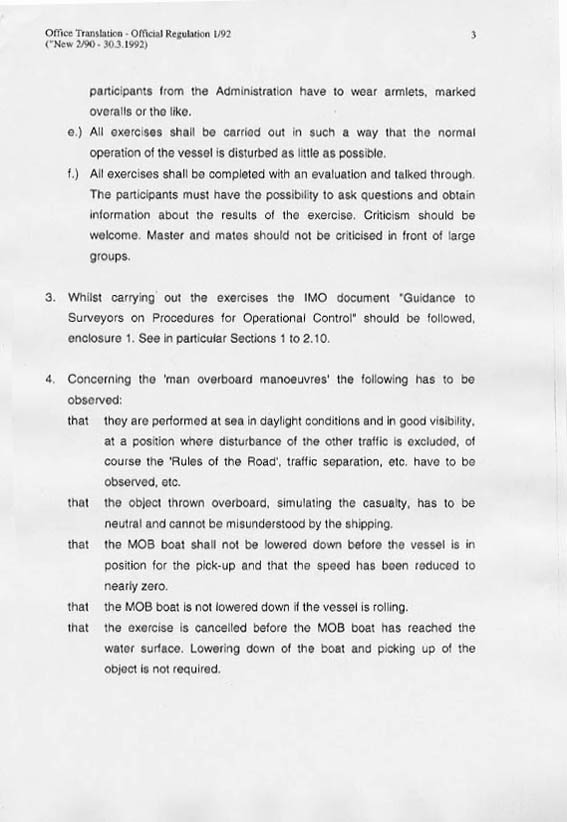 Office Translation - Official Regulation 1/92
("New 2/90 - 30.3.1992)
3
participants from the Administration have to wear armlets, marked
overalls or the like.
e.) All exercises shall be carried out in such a way that the normal
operation of the vessel is disturbed as little as possible.
f.) All exercises shall be completed with an evaluation and talked through.
The participants must have the possibility to ask questions and obtain
information about the results of the exercise. Criticism should be
welcome. Master and mates should not be criticised in front of large
groups.
3. Whilst carrying out the exercises the IMO document "Guidance to
Surveyors on Procedures for Operational Control" should be followed,
enclosure 1. See in particular Sections 1 to 2.10.
4. Concerning the 'man overboard manoeuvres' the following has to be
observed:
that they are performed at sea in daylight conditions and in good visibility,
at a position where disturbance of the other traffic is excluded, of
course the 'Rules of the Road', traffic separation, etc. have to be
observed, etc.
that the object thrown overboard, simulating the casualty, has to be
neutral and cannot be misunderstood by the shipping.
that the MOB boat shall not be lowered down before the vessel is in
position for the pick-up and that the speed has been reduced to
nearly zero.
that the MOB boat is not lowered down if the vessel is rolling.
that the exercise is cancelled before the MOB boat has reached the
water surface. Lowering down of the boat and picking up of the
object is not required.